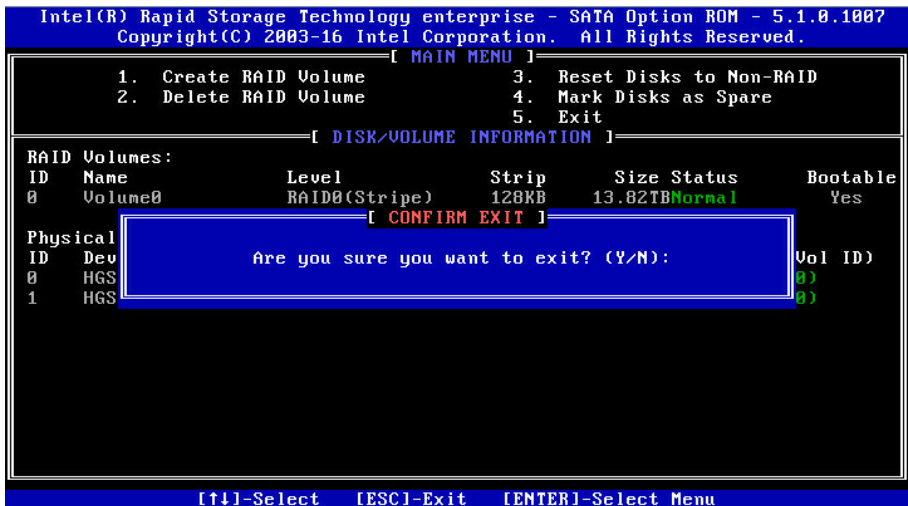 Intel(R) Rapid Storage Technology enterprise - SATA Option ROM - 5.1.0.1007
Copyright(C) 2003-16 Intel Corporation. All Rights Reserved.
[ MAIN MENU ]
1. Create RAID Volume 3. Reset Disks to Non-RAID
2. Delete RAID Volume 4. Mark Disks as Spare
5. Exit
[ DISK/VOLUME INFORMATION ]
RAID Volumes:
ID Name Level Strip Size Status Bootable
0 Volume0 RAID0(Stripe) 128KB 13.82TBNormal Yes
[ CONFIRM EXIT ]
Physical
ID Dev Are you sure you want to exit? (Y/N): Vol ID)
0 HGS 0)
1 HGS 0)
[↑↓]-Select [ESC]-Exit [ENTER]-Select Menu